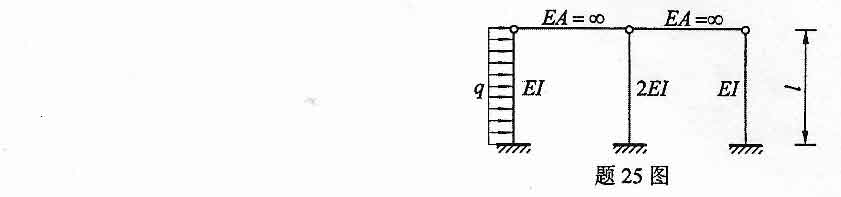 EA=∞ EA=∞
q EI 2EI EI l
题 25 图